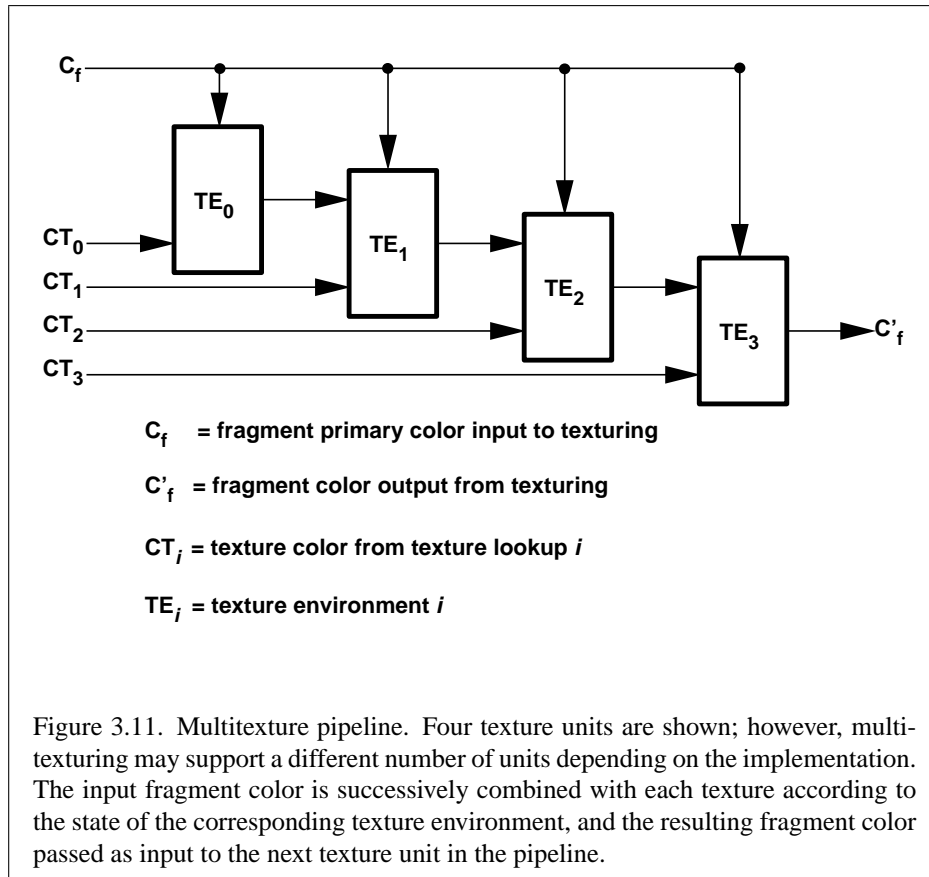 C_f
TE_0
CT_0
TE_1
CT_1
TE_2
CT_2
TE_3
C'_f
CT_3
C_f = fragment primary color input to texturing
C'_f = fragment color output from texturing
CT_i = texture color from texture lookup i
TE_i = texture environment i
Figure 3.11. Multitexture pipeline. Four texture units are shown; however, multi-
texturing may support a different number of units depending on the implementation.
The input fragment color is successively combined with each texture according to
the state of the corresponding texture environment, and the resulting fragment color
passed as input to the next texture unit in the pipeline.